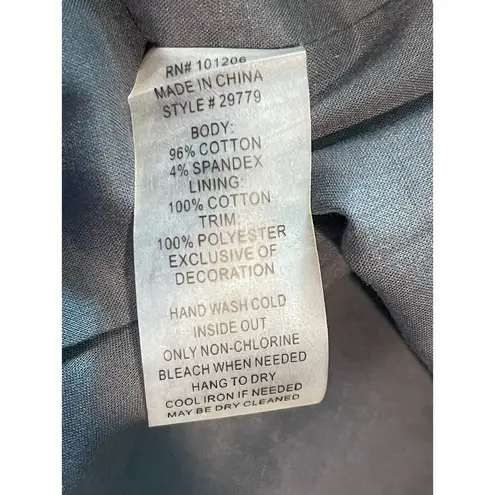 RN# 101206
MADE IN CHINA
STYLE # 29779
BODY:
96% COTTON
4% SPANDEX
LINING:
100% COTTON
TRIM:
100% POLYESTER
EXCLUSIVE OF
DECORATION
HAND WASH COLD
INSIDE OUT
ONLY NON-CHLORINE
BLEACH WHEN NEEDED
HANG TO DRY
COOL IRON IF NEEDED
MAY BE DRY CLEANED